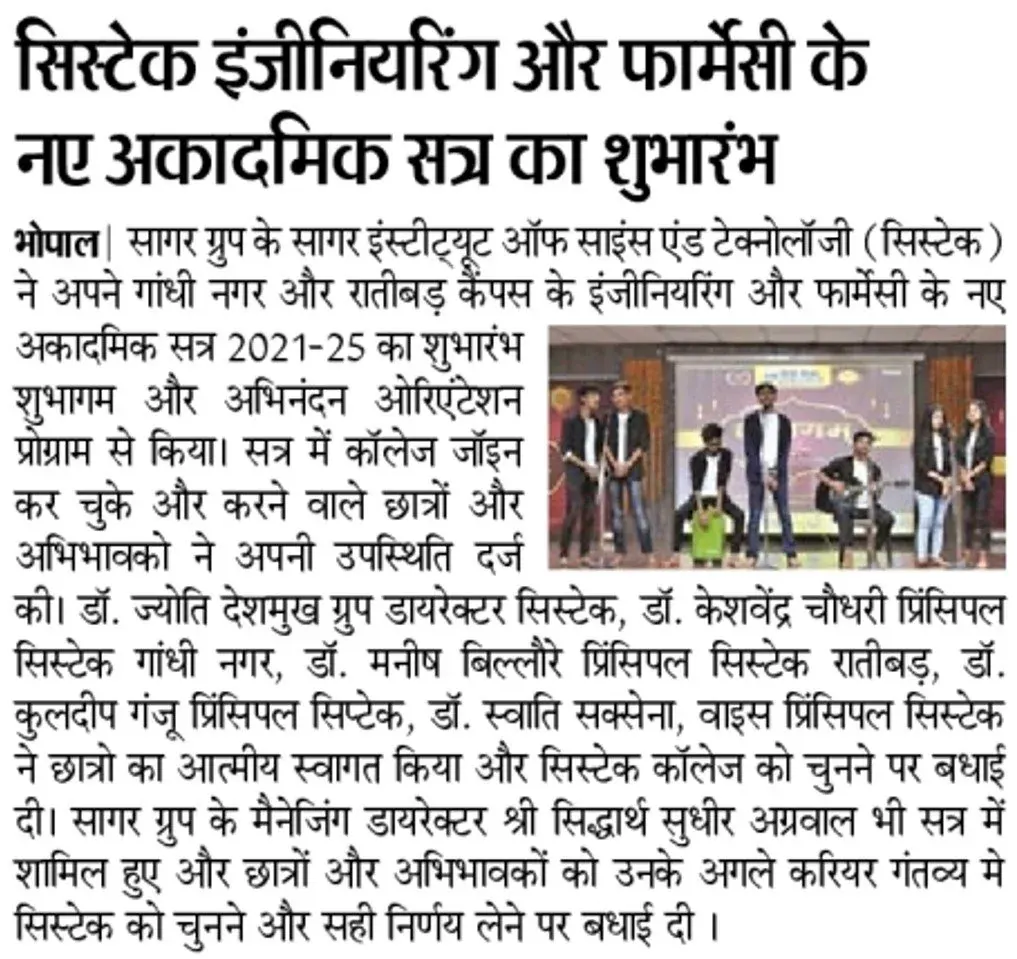 सिस्टेक इंजीनियरिंग और फार्मेसी के
नए अकादमिक सत्र का शुभारंभ
भोपाल| सागर ग्रुप के सागर इंस्टीट्यूट ऑफ साइंस एंड टेक्नोलॉजी (सिस्टेक)
ने अपने गांधी नगर और रातीबड़ कैंपस के इंजीनियरिंग और फार्मेसी के नए
अकादमिक सत्र 2021-25 का शुभारंभ
शुभागम और अभिनंदन ओरिएंटेशन
प्रोग्राम से किया। सत्र में कॉलेज जॉइन
कर चुके और करने वाले छात्रों और
अभिभावको ने अपनी उपस्थिति दर्ज
की। डॉ. ज्योति देशमुख ग्रुप डायरेक्टर सिस्टेक, डॉ. केशवेंद्र चौधरी प्रिंसिपल
सिस्टेक गांधी नगर, डॉ. मनीष बिल्लौरे प्रिंसिपल सिस्टेक रातीबड़, डॉ.
कुलदीप गंजू प्रिंसिपल सिप्टेक, डॉ. स्वाति सक्सेना, वाइस प्रिंसिपल सिस्टेक
ने छात्रो का आत्मीय स्वागत किया और सिस्टेक कॉलेज को चुनने पर बधाई
दी। सागर ग्रुप के मैनेजिंग डायरेक्टर श्री सिद्धार्थ सुधीर अग्रवाल भी सत्र में
शामिल हुए और छात्रों और अभिभावकों को उनके अगले करियर गंतव्य मे
सिस्टेक को चुनने और सही निर्णय लेने पर बधाई दी ।